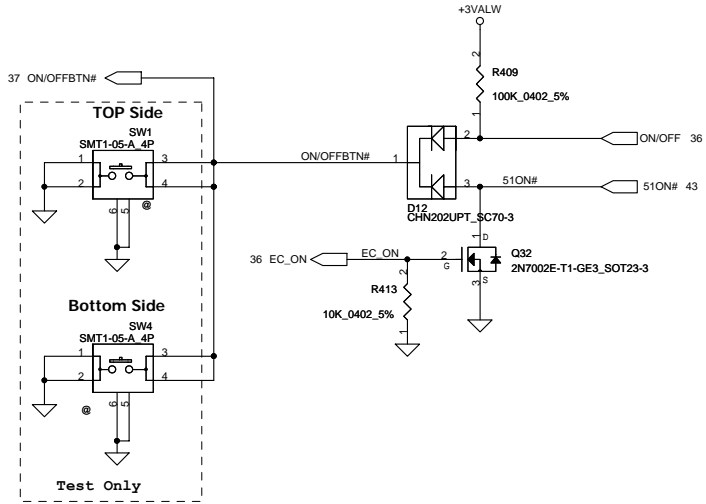 +3VALW
2
R409
100K_0402_5%
1
37 ON/OFFBTN#
TOP Side
SW1
SMT1-05-A_4P
1
3
2
4
6
5
@
ON/OFFBTN#
1
2
ON/OFF 36
3
51ON#
51ON# 43
D12
CHN202UPT_SC70-3
1
D
36 EC_ON
EC_ON
2
G
Q32
2N7002E-T1-GE3_SOT23-3
S
3
2
R413
10K_0402_5%
1
Bottom Side
SW4
SMT1-05-A_4P
1
3
2
4
@
6
5
Test Only